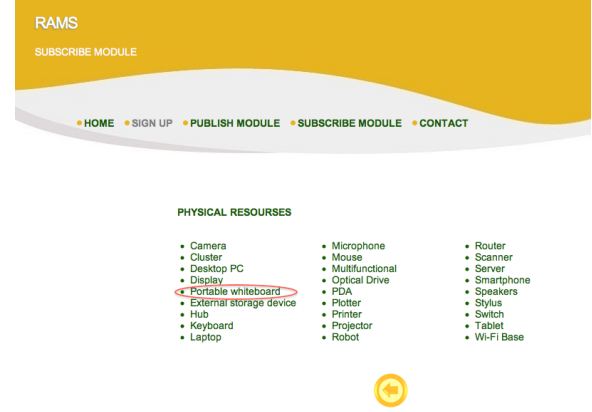 RAMS
SUBSCRIBE MODULE
HOME SIGN UP PUBLISH MODULE SUBSCRIBE MODULE CONTACT
PHYSICAL RESOURSES
Camera
Cluster
Desktop PC
Display
Portable whiteboard
External storage device
Hub
Keyboard
Laptop
Microphone
Mouse
Multifunctional
Optical Drive
PDA
Plotter
Printer
Projector
Robot
Router
Scanner
Server
Smartphone
Speakers
Stylus
Switch
Tablet
Wi-Fi Base